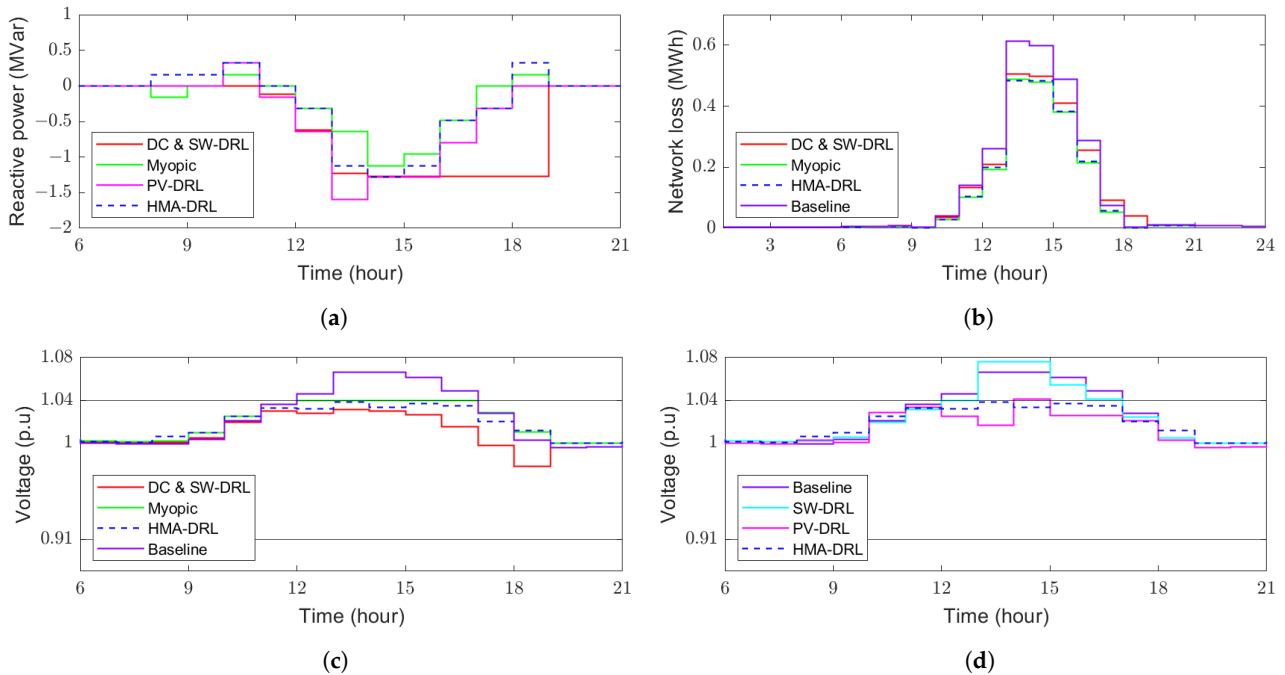 1
0.5
0
−0.5
−1
−1.5
−2
Reactive power (MVar)
DC & SW-DRL
Myopic
PV-DRL
HMA-DRL
6 9 12 15 18 21
Time (hour)
(a)
0.6
0.4
0.2
0
Network loss (MWh)
DC & SW-DRL
Myopic
HMA-DRL
Baseline
3 6 9 12 15 18 21 24
Time (hour)
(b)
1.08
1.04
1
0.91
Voltage (p.u)
DC & SW-DRL
Myopic
HMA-DRL
Baseline
6 9 12 15 18 21
Time (hour)
(c)
1.08
1.04
1
0.91
Voltage (p.u)
Baseline
SW-DRL
PV-DRL
HMA-DRL
6 9 12 15 18 21
Time (hour)
(d)